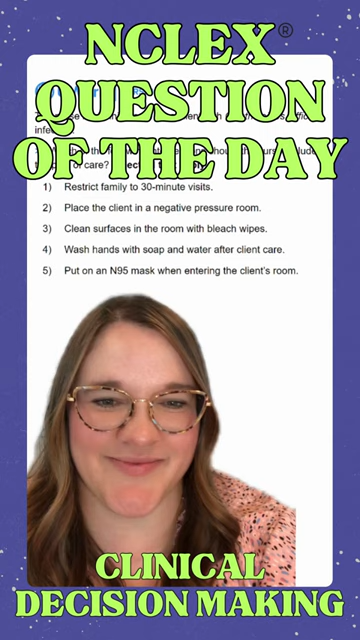 NCLEX®
QUESTION
OF THE DAY
1) Restrict family to 30-minute visits.
2) Place the client in a negative pressure room.
3) Clean surfaces in the room with bleach wipes.
4) Wash hands with soap and water after client care.
5) Put on an N95 mask when entering the client's room.
CLINICAL
DECISION MAKING